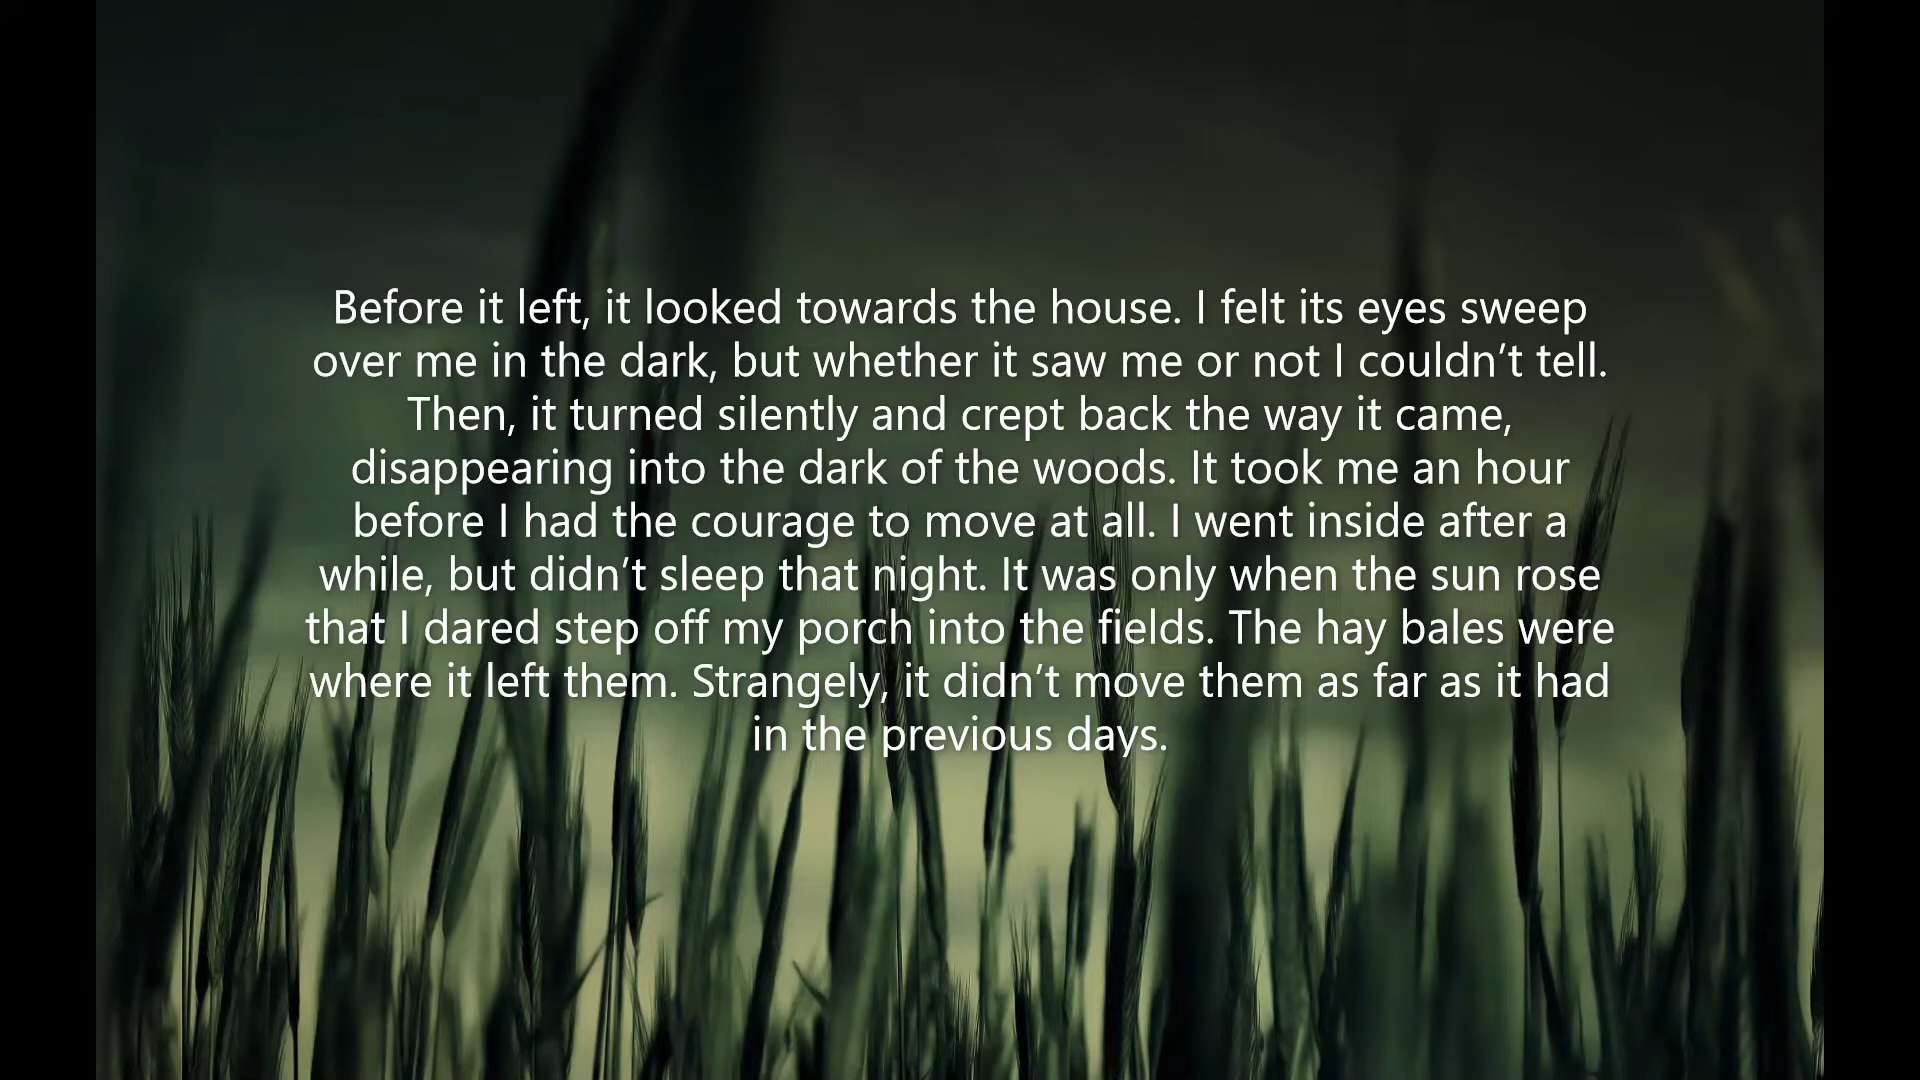 Before it left, it looked towards the house. I felt its eyes sweep
over me in the dark, but whether it saw me or not I couldn’t tell.
Then, it turned silently and crept back the way it came,
disappearing into the dark of the woods. It took me an hour
before I had the courage to move at all. I went inside after a
while, but didn’t sleep that night. It was only when the sun rose
that I dared step off my porch into the fields. The hay bales were
where it left them. Strangely, it didn’t move them as far as it had
in the previous days.